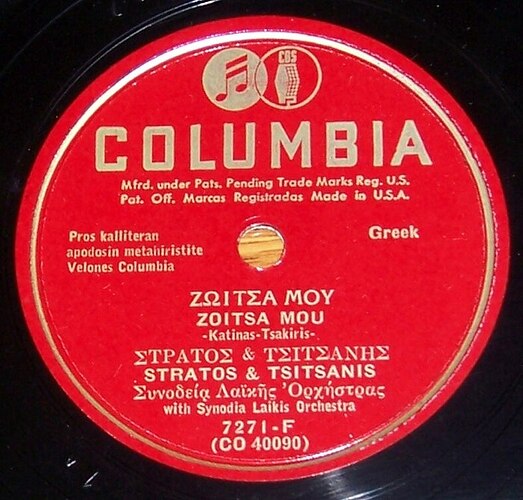 CBS
COLUMBIA
Mfrd. under Pats. Pending Trade Marks Reg. U.S.
Pat. Off. Marcas Registradas Made in U.S.A.
Pros kalliteran
apodosin metahiristite
Velones Columbia
Greek
ΖΩΙΤΣΑ ΜΟΥ
ZOITSA MOU
-Katinas-Tsakiris-
ΣΤΡΑΤΟΣ & ΤΣΙΤΣΑΝΗΣ
STRATOS & TSITSANIS
Συνοδεία Λαϊκῆς Ὀρχήστρας
with Synodia Laikis Orchestra
7271-F
(CO 40090)